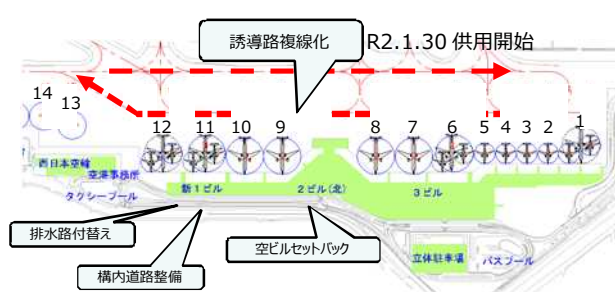 誘導路複線化
R2.1.30 供用開始
14
13
12
11
10
9
8
7
6
5
4
3
2
1
西日本空輸
空港事務所
タクシープール
新1ビル
2ビル(北)
3ビル
排水路付替え
構内道路整備
空ビルセットバック
立体駐車場
バスプール